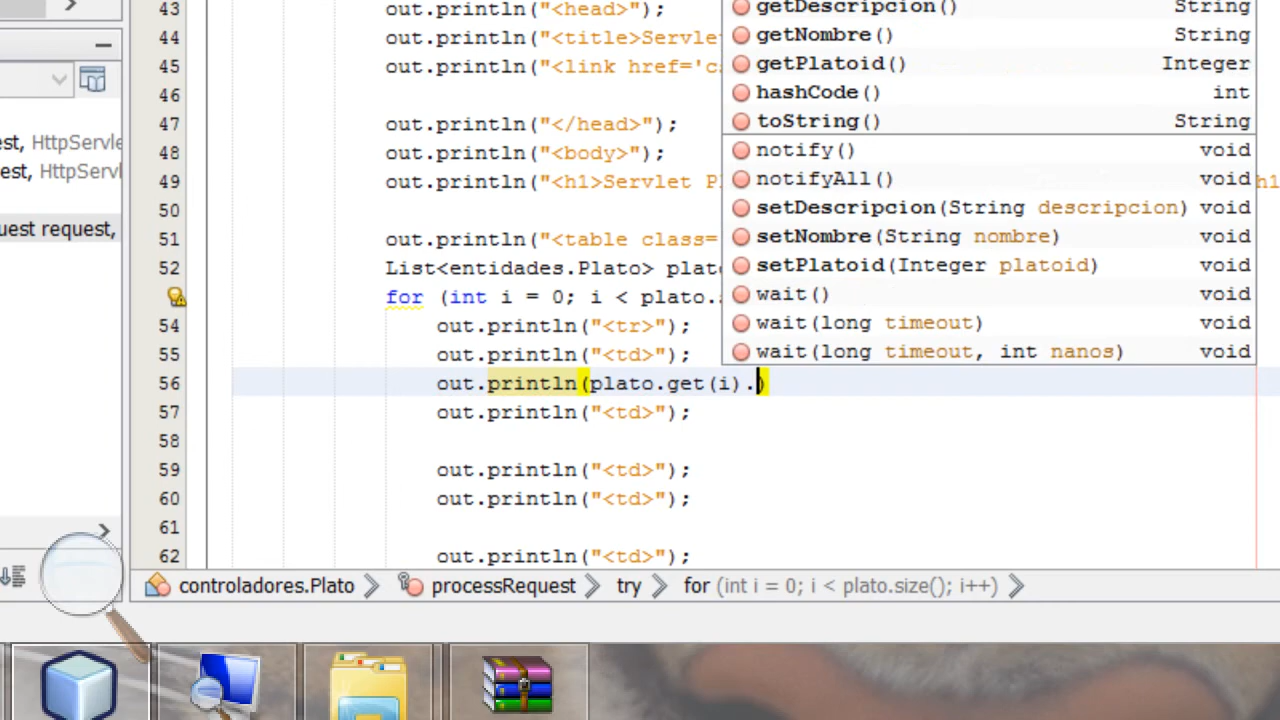 43 out.println("<head>"); getDescripcion() String
44 out.println("<title>Servle getNombre() String
45 out.println("<link href='c getPlatoid() Integer
46 hashCode() int
47 out.println("</head>"); toString() String
est, HttpServle 48 out.println("<body>"); notify() void
est, HttpServl 49 out.println("<h1>Servlet P notifyAll() void h1
50 setDescripcion(String descripcion) void
uest request, 51 out.println("<table class= setNombre(String nombre) void
52 List<entidades.Plato> plat setPlatoid(Integer platoid) void
for (int i = 0; i < plato. wait() void
54 out.println("<tr>"); wait(long timeout) void
55 out.println("<td>"); wait(long timeout, int nanos) void
56 out.println(plato.get(i).)
57 out.println("<td>");
58
59 out.println("<td>");
60 out.println("<td>");
61
62 out.println("<td>");
controladores.Plato processRequest try for (int i = 0; i < plato.size(); i++)